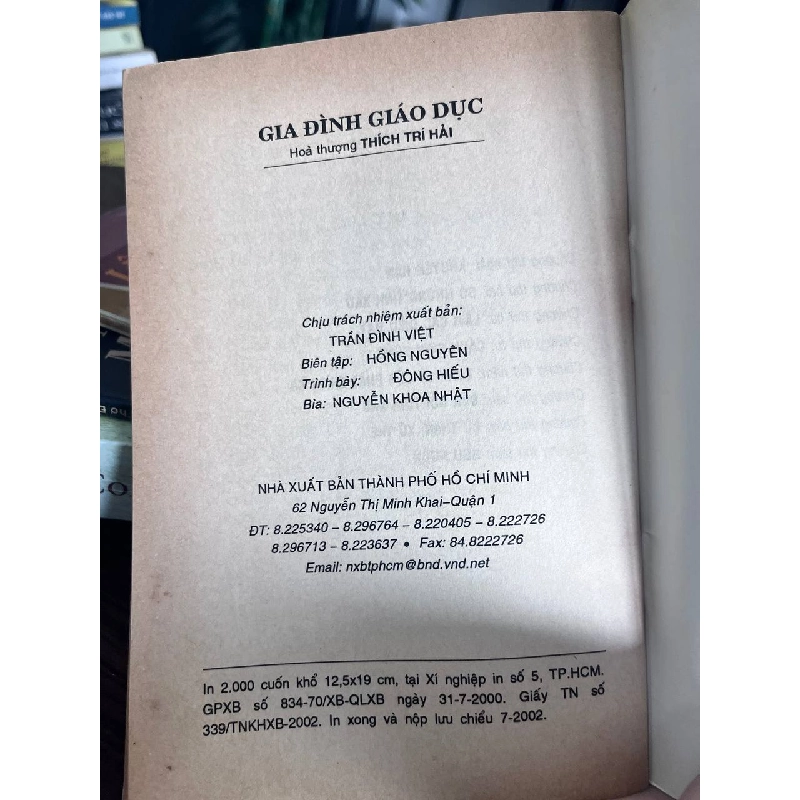 GIA ĐÌNH GIÁO DỤC
Hoà thượng THÍCH TRÍ HẢI
Chịu trách nhiệm xuất bản:
TRẦN ĐÌNH VIỆT
Biên tập: HỒNG NGUYÊN
Trình bày: ĐÔNG HIẾU
Bìa: NGUYỄN KHOA NHẬT
NHÀ XUẤT BẢN THÀNH PHỐ HỒ CHÍ MINH
62 Nguyễn Thị Minh Khai–Quận 1
ĐT: 8.225340 – 8.296764 – 8.220405 – 8.222726
8.296713 – 8.223637 • Fax: 84.8222726
Email: nxbtphcm@bnd.vnd.net
In 2.000 cuốn khổ 12,5x19 cm, tại Xí nghiệp in số 5, TP.HCM.
GPXB số 834-70/XB-QLXB ngày 31-7-2000. Giấy TN số
339/TNKHXB-2002. In xong và nộp lưu chiểu 7-2002.